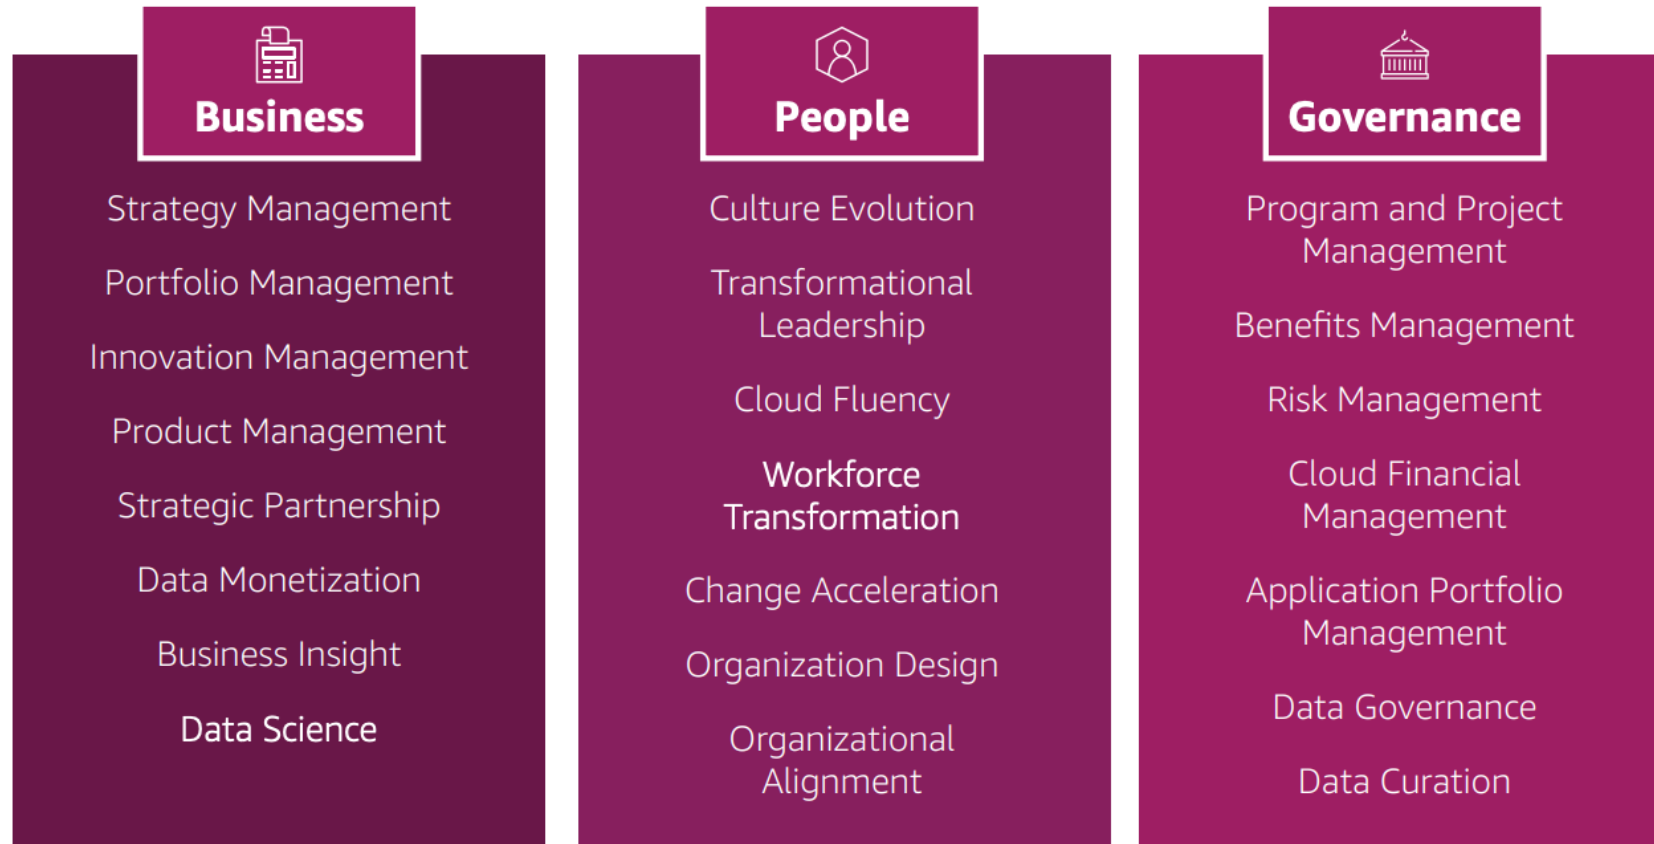 Business
Strategy Management
Portfolio Management
Innovation Management
Product Management
Strategic Partnership
Data Monetization
Business Insight
Data Science
People
Culture Evolution
Transformational
Leadership
Cloud Fluency
Workforce
Transformation
Change Acceleration
Organization Design
Organizational
Alignment
Governance
Program and Project
Management
Benefits Management
Risk Management
Cloud Financial
Management
Application Portfolio
Management
Data Governance
Data Curation